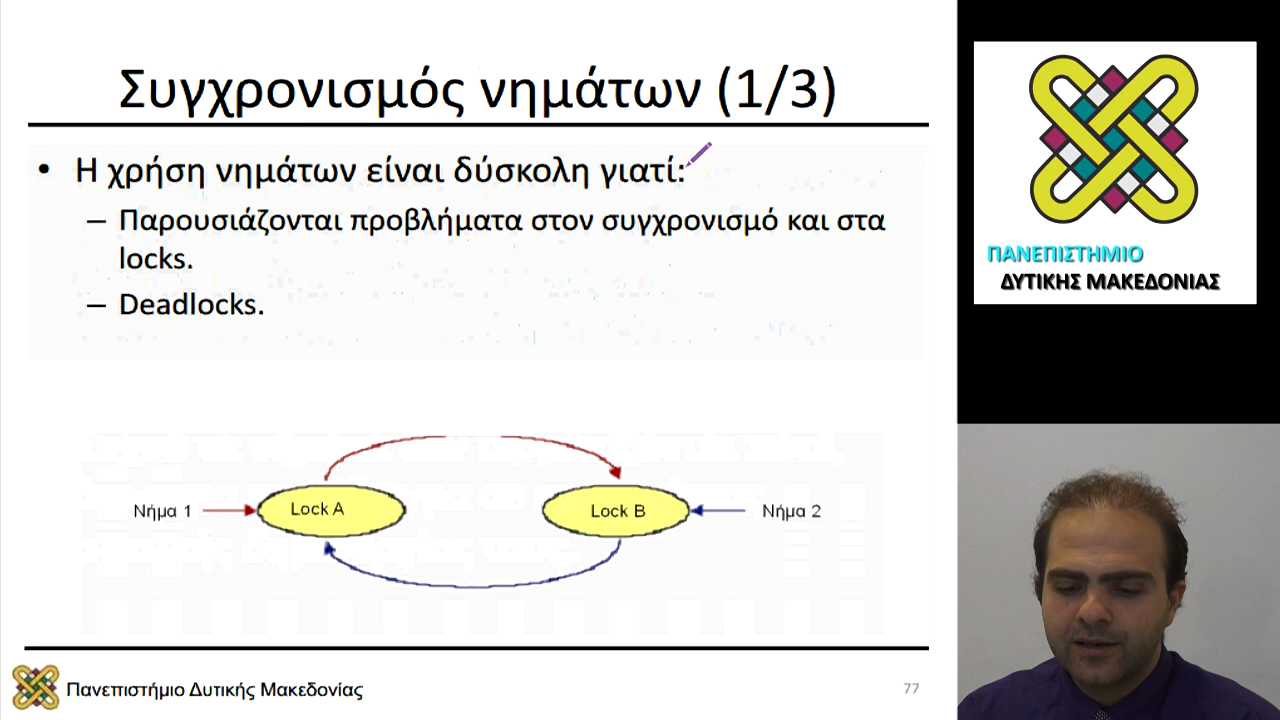 Συγχρονισμός νημάτων (1/3)
• Η χρήση νημάτων είναι δύσκολη γιατί:
– Παρουσιάζονται προβλήματα στον συγχρονισμό και στα
locks.
– Deadlocks.
Νήμα 1
Lock A
Lock B
Νήμα 2
Πανεπιστήμιο Δυτικής Μακεδονίας
77
ΠΑΝΕΠΙΣΤΗΜΙΟ
ΔΥΤΙΚΗΣ ΜΑΚΕΔΟΝΙΑΣ